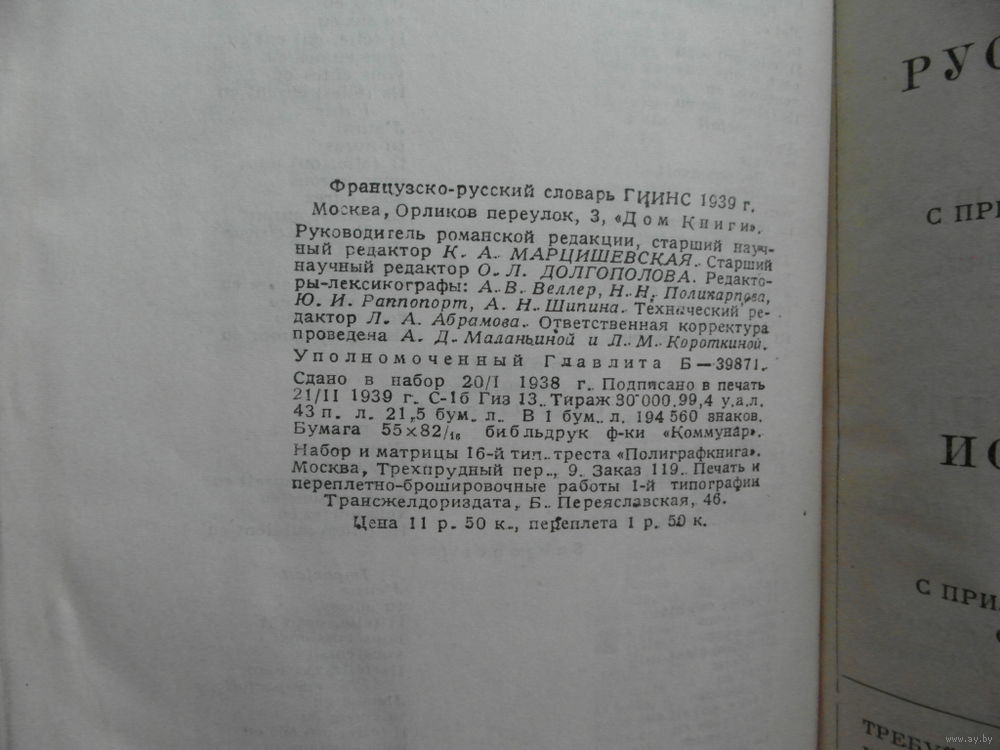 Французско-русский словарь ГИИНС 1939 г.
Москва, Орликов переулок, 3, «Дом Книги».
Руководитель романской редакции, старший науч-
ный редактор К. А. МАРЦИШЕВСКАЯ. Старший
научный редактор О. Л. ДОЛГОПОЛОВА. Редакто-
ры-лексикографы: А. В. Веллер, Н. Н. Поликарпова,
Ю. И. Раппопорт, А. Н. Шипина. Технический ре-
дактор Л. А. Абрамова. Ответственная корректура
проведена А. Д. Маланьиной и Л. М. Короткиной.
Уполномоченный Главлита Б—39871.
Сдано в набор 20/I 1938 г. Подписано в печать
21/II 1939 г. С-1б Гиз 13. Тираж 30 000. 99,4 у.а.л.
43 п. л. 21,5 бум. л. В 1 бум. л. 194 560 знаков.
Бумага 55×82/16 библьдрук ф-ки «Коммунар».
Набор и матрицы 16-й тип. треста «Полиграфкнига».
Москва, Трехпрудный пер., 9. Заказ 119. Печать и
переплетно-брошировочные работы 1-й типографии
Трансжелдориздата, Б. Переяславская, 46.
Цена 11 р. 50 к., переплета 1 р. 50 к.
РУС
С ПРИ
ИС
С ПРИ
ТРЕБУ
www.ay.by